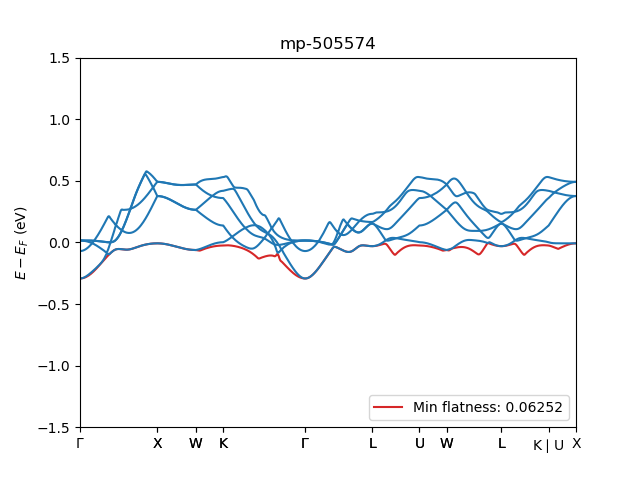 mp-505574
E − E_F (eV)
1.5
1.0
0.5
0.0
−0.5
−1.0
−1.5
Min flatness: 0.06252
Γ X W K Γ L U W L K | U X